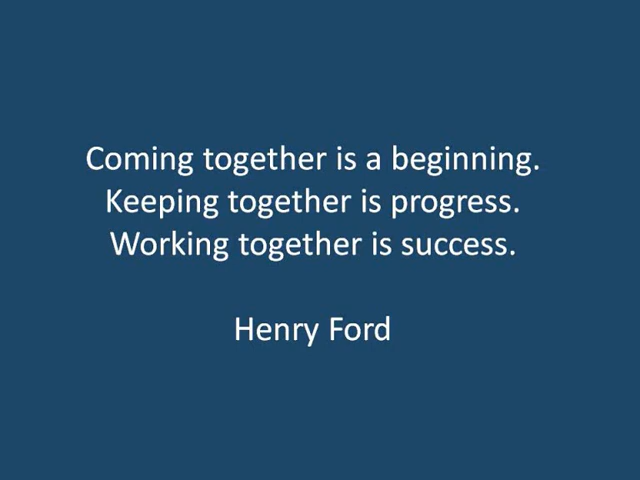 Coming together is a beginning.
Keeping together is progress.
Working together is success.
Henry Ford